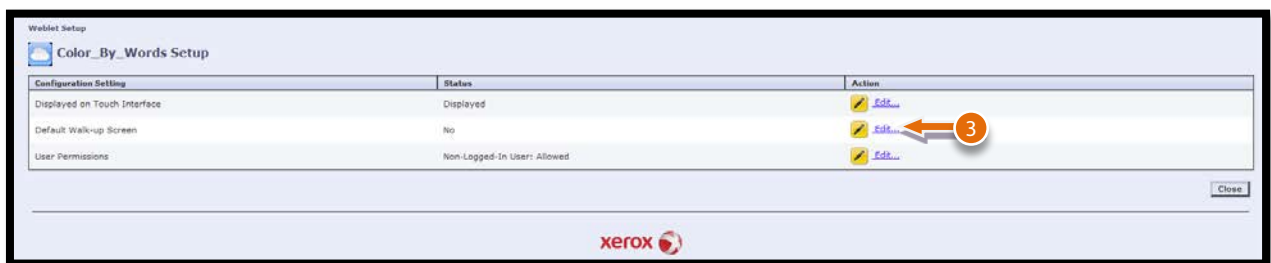 Weblet Setup
Color_By_Words Setup
Configuration Setting Status Action
Displayed on Touch Interface Displayed Edit...
Default Walk-up Screen No Edit... 3
User Permissions Non-Logged-In User: Allowed Edit...
Close
xerox